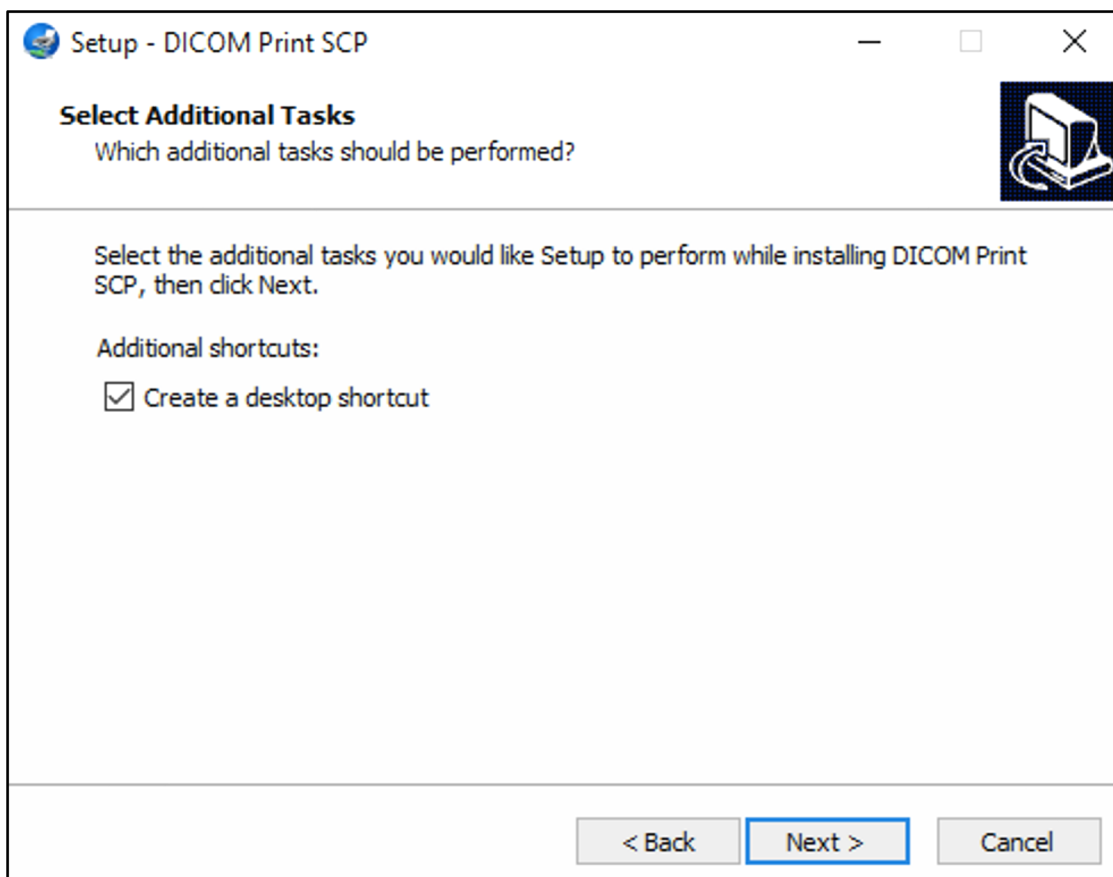 Setup - DICOM Print SCP
Select Additional Tasks
Which additional tasks should be performed?
Select the additional tasks you would like Setup to perform while installing DICOM Print
SCP, then click Next.
Additional shortcuts:
Create a desktop shortcut
< Back
Next >
Cancel